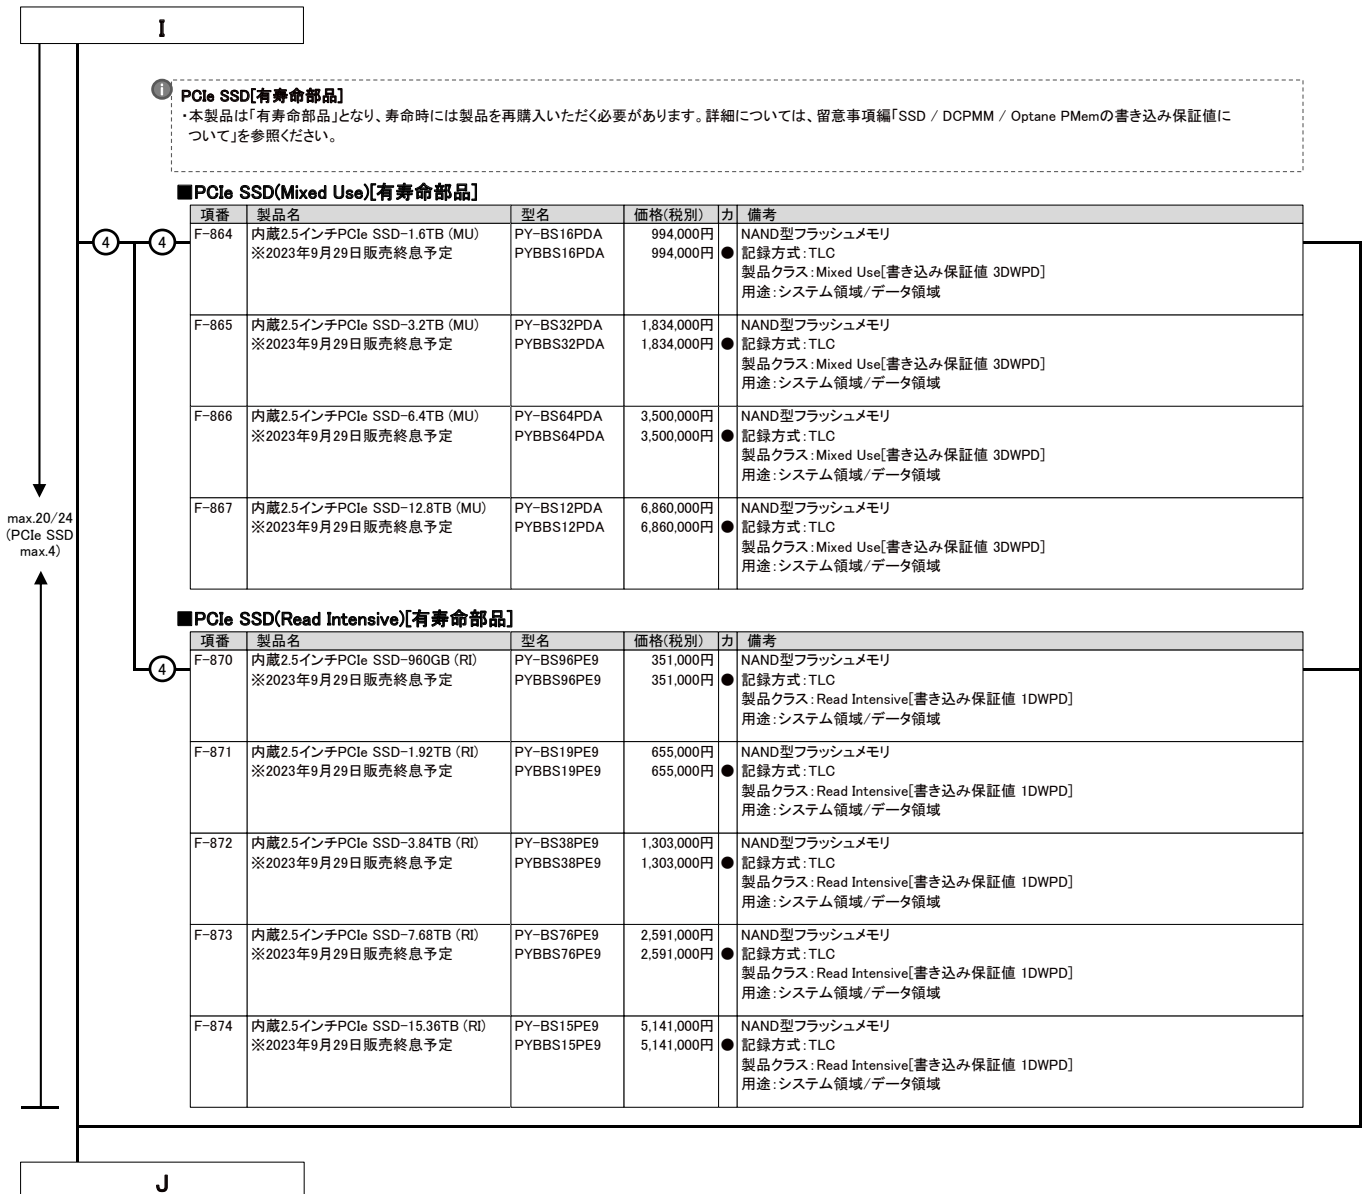 I
i
PCIe SSD[有寿命部品]
・本製品は「有寿命部品」となり、寿命時には製品を再購入いただく必要があります。詳細については、留意事項編「SSD / DCPMM / Optane PMemの書き込み保証値に
ついて」を参照ください。
■PCIe SSD(Mixed Use)[有寿命部品]
項番 製品名 型名 価格(税別) カ 備考
④ ④ F-864 内蔵2.5インチPCIe SSD-1.6TB (MU) PY-BS16PDA 994,000円 NAND型フラッシュメモリ
※2023年9月29日販売終息予定 PYBBS16PDA 994,000円 ● 記録方式:TLC
製品クラス:Mixed Use[書き込み保証値 3DWPD]
用途:システム領域/データ領域
F-865 内蔵2.5インチPCIe SSD-3.2TB (MU) PY-BS32PDA 1,834,000円 NAND型フラッシュメモリ
※2023年9月29日販売終息予定 PYBBS32PDA 1,834,000円 ● 記録方式:TLC
製品クラス:Mixed Use[書き込み保証値 3DWPD]
用途:システム領域/データ領域
F-866 内蔵2.5インチPCIe SSD-6.4TB (MU) PY-BS64PDA 3,500,000円 NAND型フラッシュメモリ
※2023年9月29日販売終息予定 PYBBS64PDA 3,500,000円 ● 記録方式:TLC
製品クラス:Mixed Use[書き込み保証値 3DWPD]
用途:システム領域/データ領域
F-867 内蔵2.5インチPCIe SSD-12.8TB (MU) PY-BS12PDA 6,860,000円 NAND型フラッシュメモリ
※2023年9月29日販売終息予定 PYBBS12PDA 6,860,000円 ● 記録方式:TLC
製品クラス:Mixed Use[書き込み保証値 3DWPD]
用途:システム領域/データ領域
max.20/24
(PCIe SSD
max.4)
■PCIe SSD(Read Intensive)[有寿命部品]
項番 製品名 型名 価格(税別) カ 備考
④ F-870 内蔵2.5インチPCIe SSD-960GB (RI) PY-BS96PE9 351,000円 NAND型フラッシュメモリ
※2023年9月29日販売終息予定 PYBBS96PE9 351,000円 ● 記録方式:TLC
製品クラス:Read Intensive[書き込み保証値 1DWPD]
用途:システム領域/データ領域
F-871 内蔵2.5インチPCIe SSD-1.92TB (RI) PY-BS19PE9 655,000円 NAND型フラッシュメモリ
※2023年9月29日販売終息予定 PYBBS19PE9 655,000円 ● 記録方式:TLC
製品クラス:Read Intensive[書き込み保証値 1DWPD]
用途:システム領域/データ領域
F-872 内蔵2.5インチPCIe SSD-3.84TB (RI) PY-BS38PE9 1,303,000円 NAND型フラッシュメモリ
※2023年9月29日販売終息予定 PYBBS38PE9 1,303,000円 ● 記録方式:TLC
製品クラス:Read Intensive[書き込み保証値 1DWPD]
用途:システム領域/データ領域
F-873 内蔵2.5インチPCIe SSD-7.68TB (RI) PY-BS76PE9 2,591,000円 NAND型フラッシュメモリ
※2023年9月29日販売終息予定 PYBBS76PE9 2,591,000円 ● 記録方式:TLC
製品クラス:Read Intensive[書き込み保証値 1DWPD]
用途:システム領域/データ領域
F-874 内蔵2.5インチPCIe SSD-15.36TB (RI) PY-BS15PE9 5,141,000円 NAND型フラッシュメモリ
※2023年9月29日販売終息予定 PYBBS15PE9 5,141,000円 ● 記録方式:TLC
製品クラス:Read Intensive[書き込み保証値 1DWPD]
用途:システム領域/データ領域
J